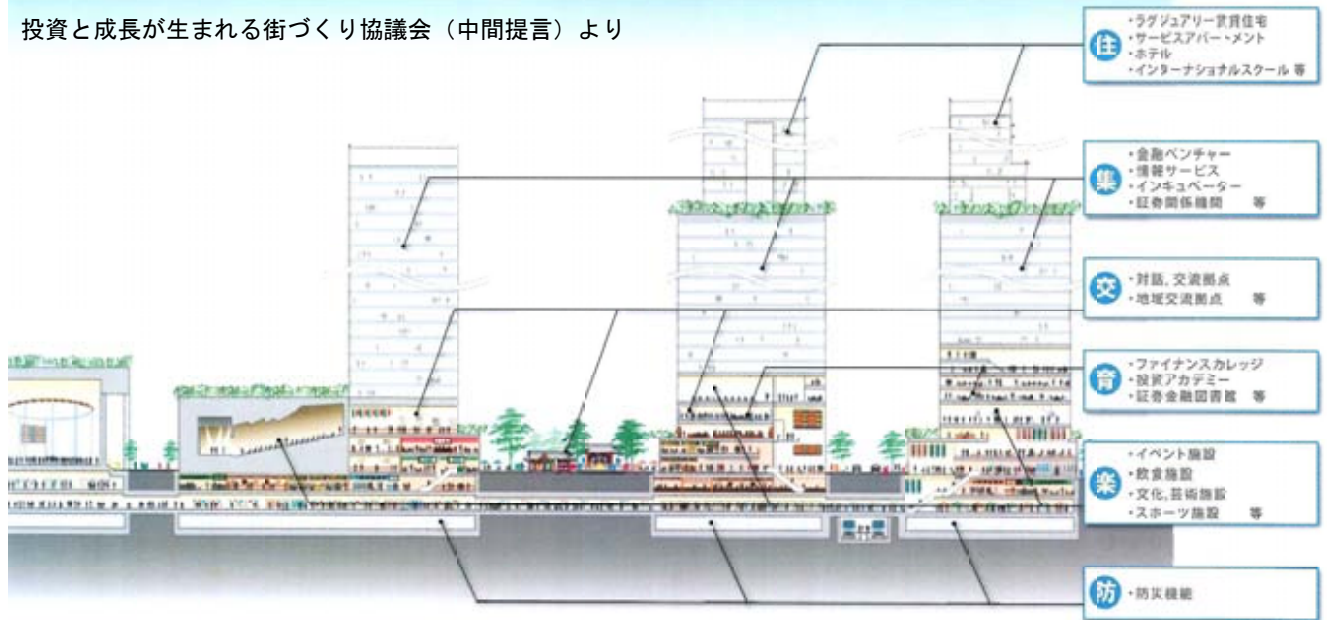 投資と成長が生まれる街づくり協議会（中間提言）より
住
・ラグジュアリー賃貸住宅
・サービスアパートメント
・ホテル
・インターナショナルスクール 等
集
・金融ベンチャー
・情報サービス
・インキュベーター
・証券関係機関　等
交
・対話、交流拠点
・地域交流拠点　等
育
・ファイナンスカレッジ
・投資アカデミー
・証券金融図書館　等
楽
・イベント施設
・飲食施設
・文化、芸術施設
・スポーツ施設　等
防
・防災機能